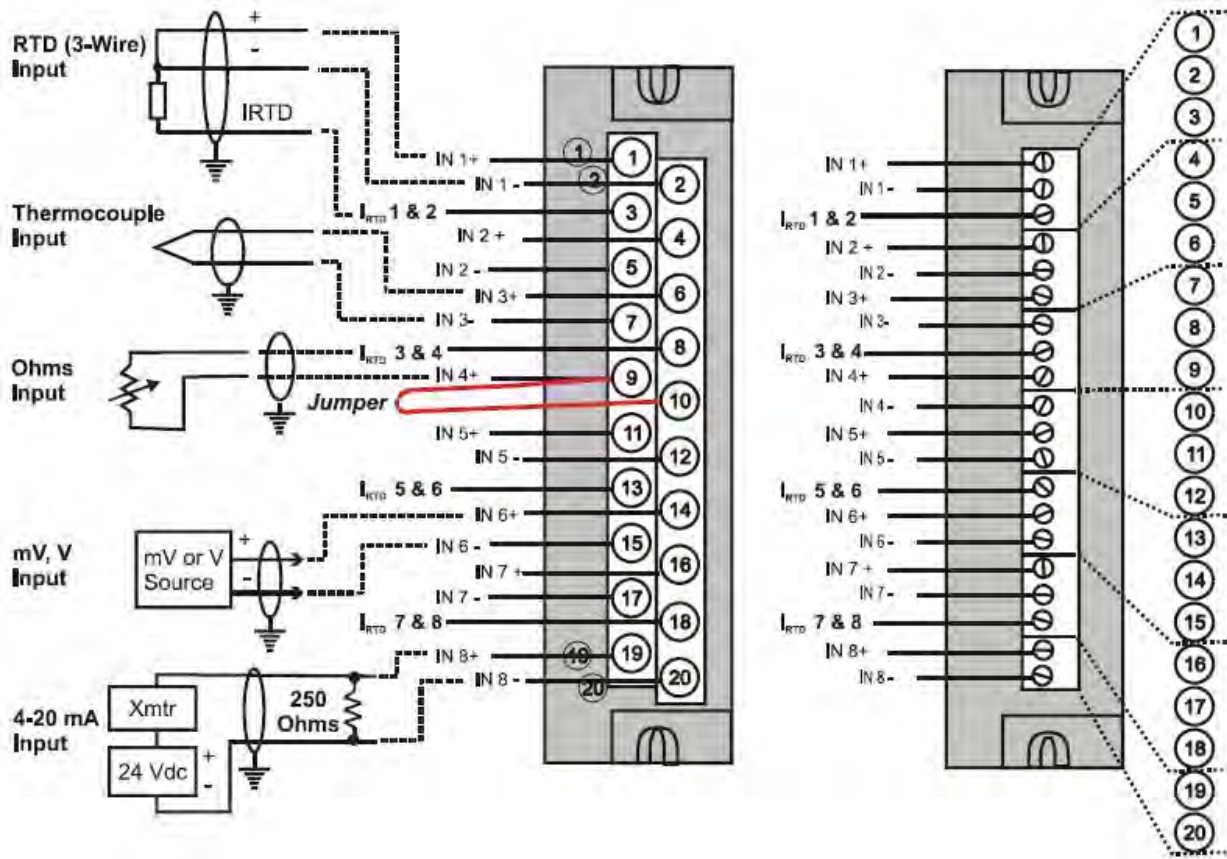 RTD (3-Wire)
Input
+
-
IRTD
Thermocouple
Input
Ohms
Input
Jumper
mV, V
Input
mV or V
Source
+
-
4-20 mA
Input
Xmtr
24 Vdc
+
-
250
Ohms
IN 1+
IN 1 -
IRTD 1 & 2
IN 2 +
IN 2 -
IN 3+
IN 3-
IRTD 3 & 4
IN 4+
IN 5+
IN 5 -
IRTD 5 & 6
IN 6+
IN 6 -
IN 7 +
IN 7 -
IRTD 7 & 8
IN 8+
IN 8 -
1
2
19
20
1
2
3
4
5
6
7
8
9
10
11
12
13
14
15
16
17
18
19
20
IN 1+
IN 1-
IRTD 1 & 2
IN 2 +
IN 2-
IN 3+
IN 3-
IRTD 3 & 4
IN 4+
IN 4-
IN 5+
IN 5-
IRTD 5 & 6
IN 6+
IN 6-
IN 7 +
IN 7-
IRTD 7 & 8
IN 8+
IN 8-
1
2
3
4
5
6
7
8
9
10
11
12
13
14
15
16
17
18
19
20